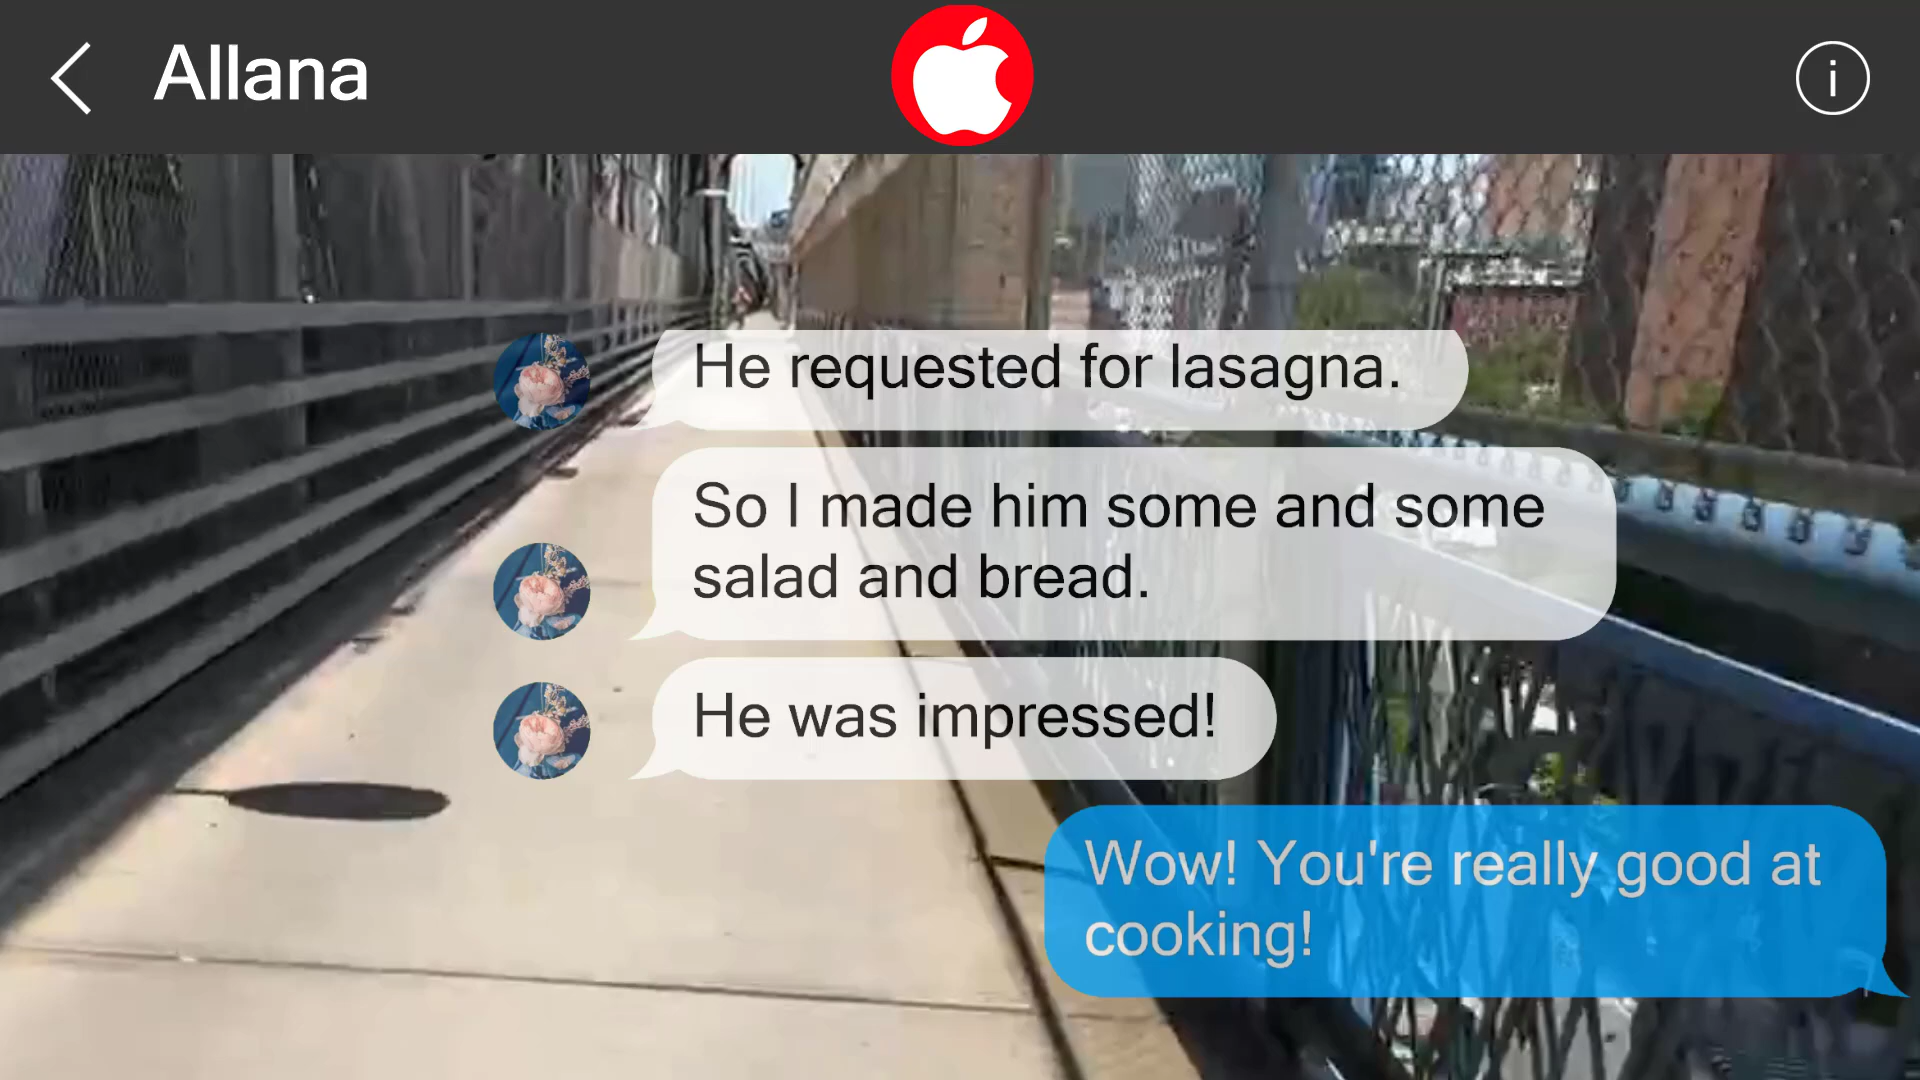 Allana
i
He requested for lasagna.
So I made him some and some
salad and bread.
He was impressed!
Wow! You're really good at
cooking!